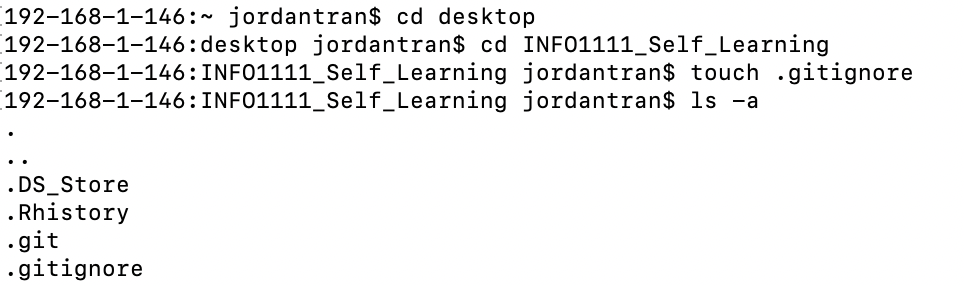 192-168-1-146:~ jordantran$ cd desktop
192-168-1-146:desktop jordantran$ cd INFO1111_Self_Learning
192-168-1-146:INFO1111_Self_Learning jordantran$ touch .gitignore
192-168-1-146:INFO1111_Self_Learning jordantran$ ls -a
.
..
.DS_Store
.Rhistory
.git
.gitignore